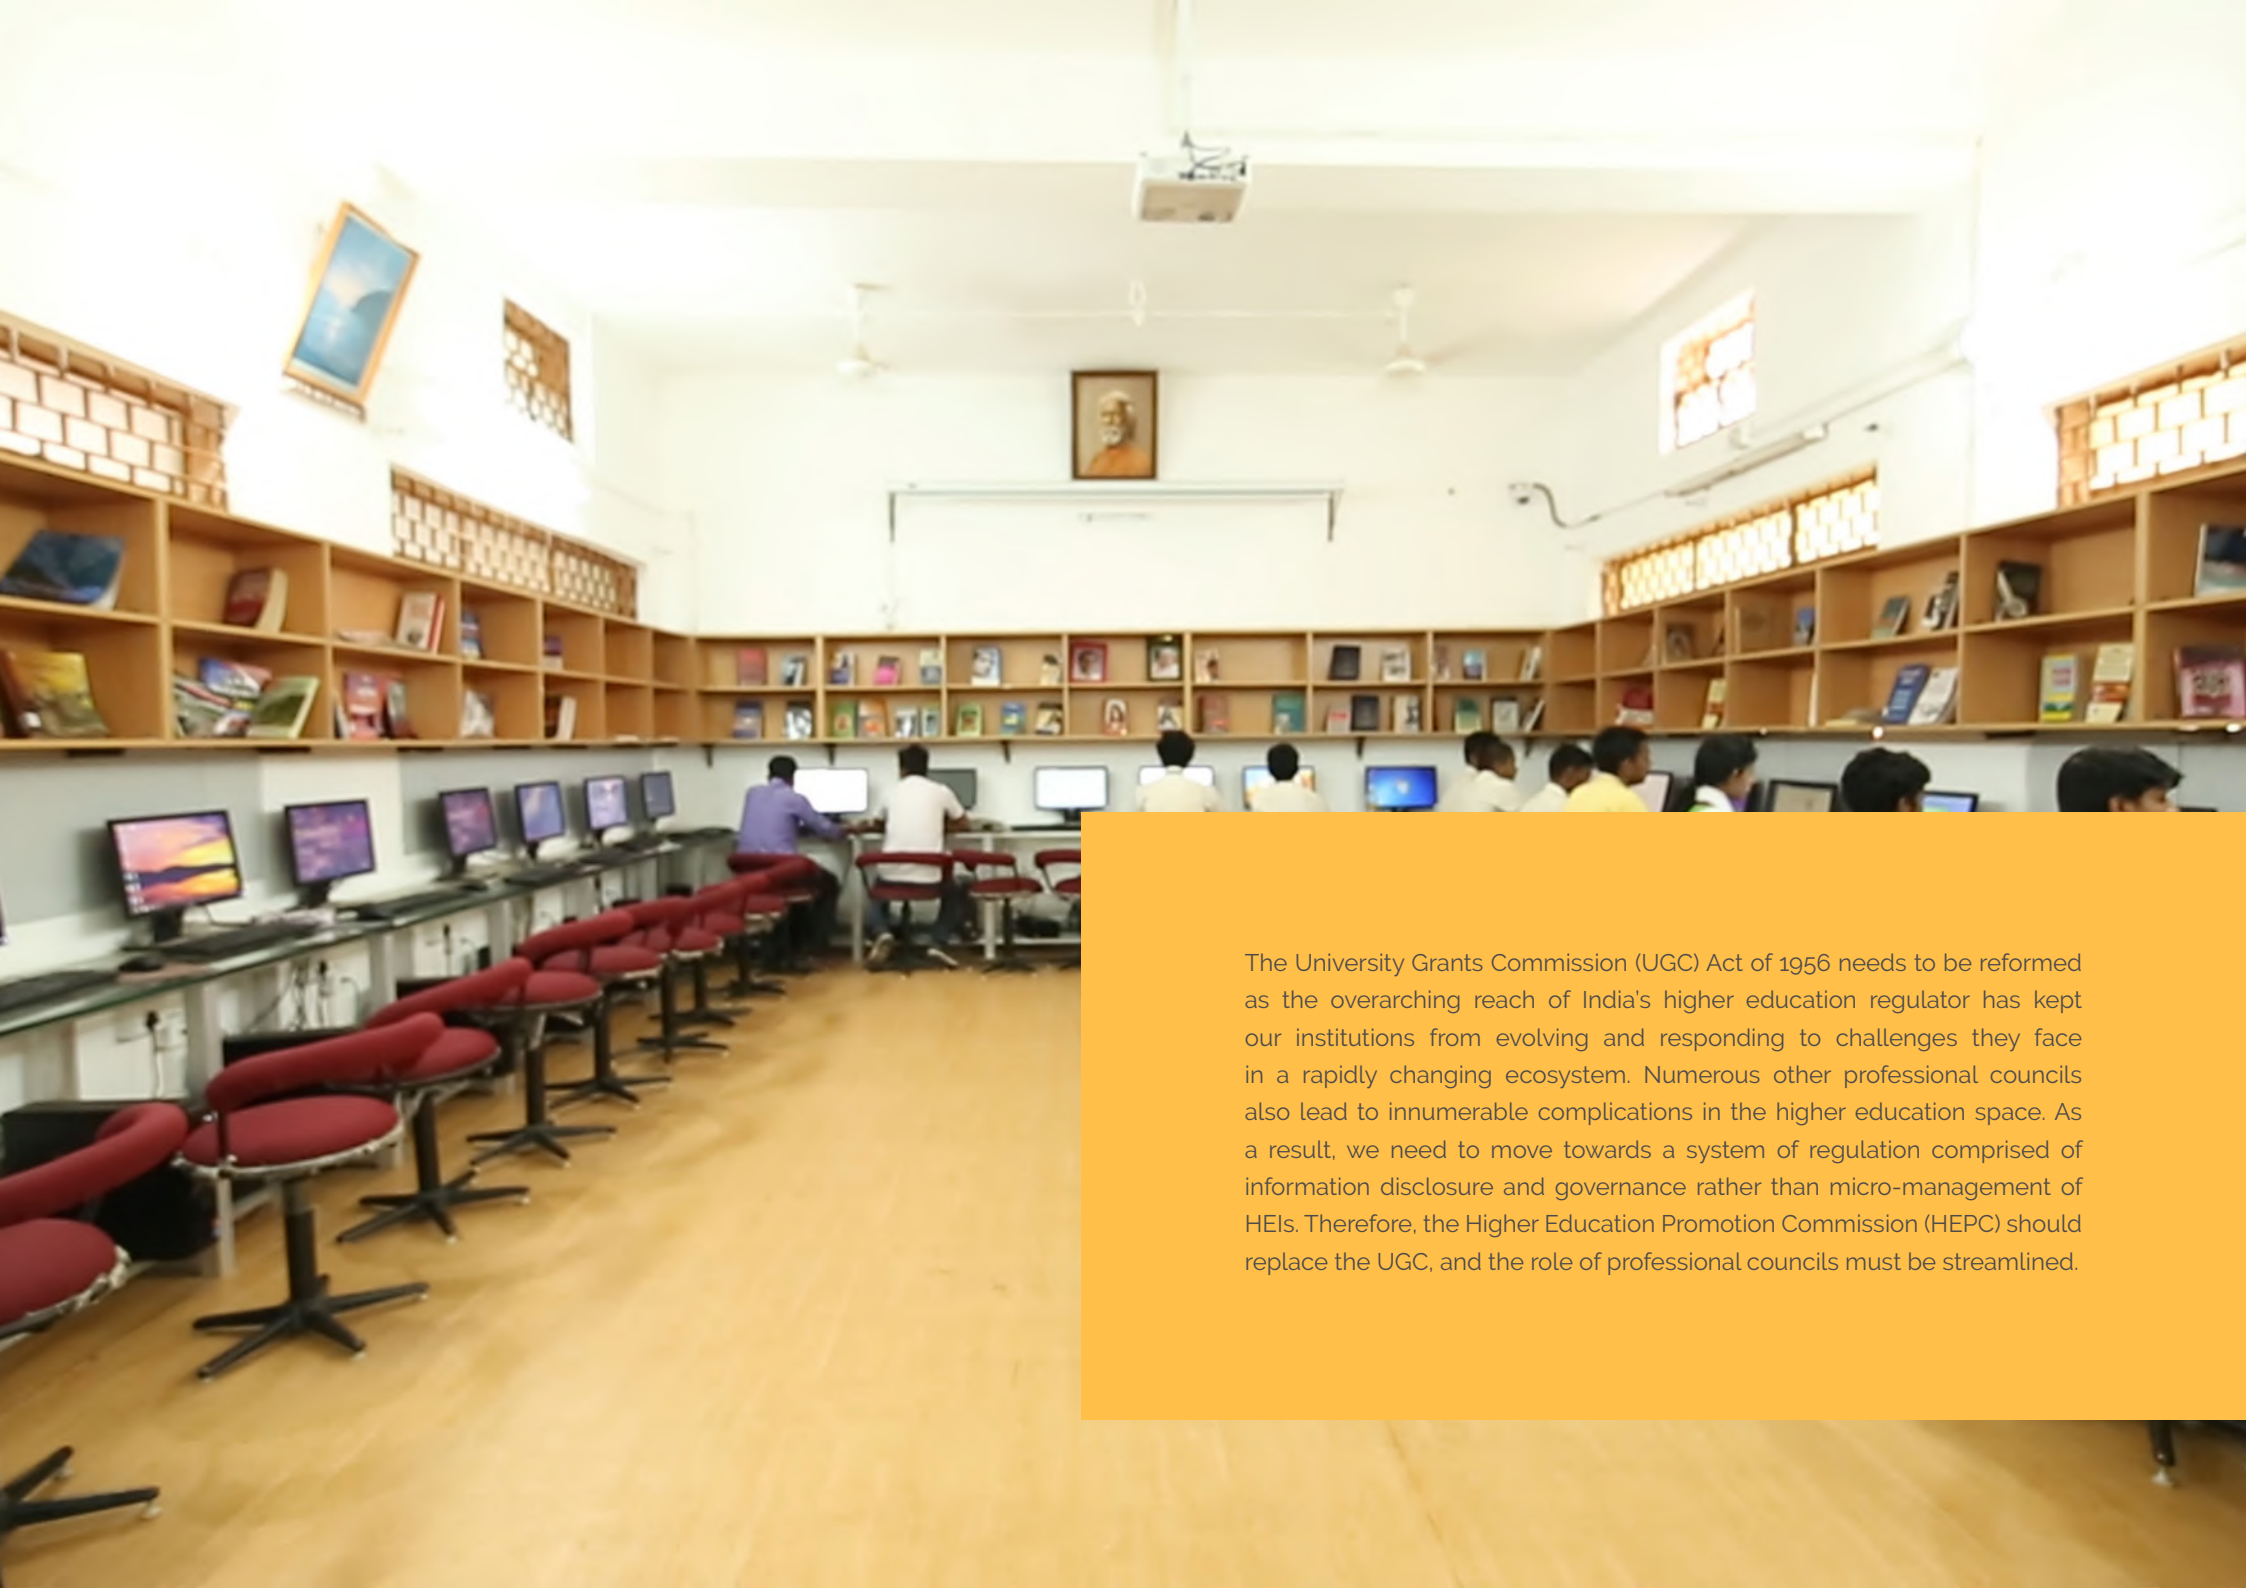 The University Grants Commission (UGC) Act of 1956 needs to be reformed
as the overarching reach of India's higher education regulator has kept
our institutions from evolving and responding to challenges they face
in a rapidly changing ecosystem. Numerous other professional councils
also lead to innumerable complications in the higher education space. As
a result, we need to move towards a system of regulation comprised of
information disclosure and governance rather than micro-management of
HEIs. Therefore, the Higher Education Promotion Commission (HEPC) should
replace the UGC, and the role of professional councils must be streamlined.